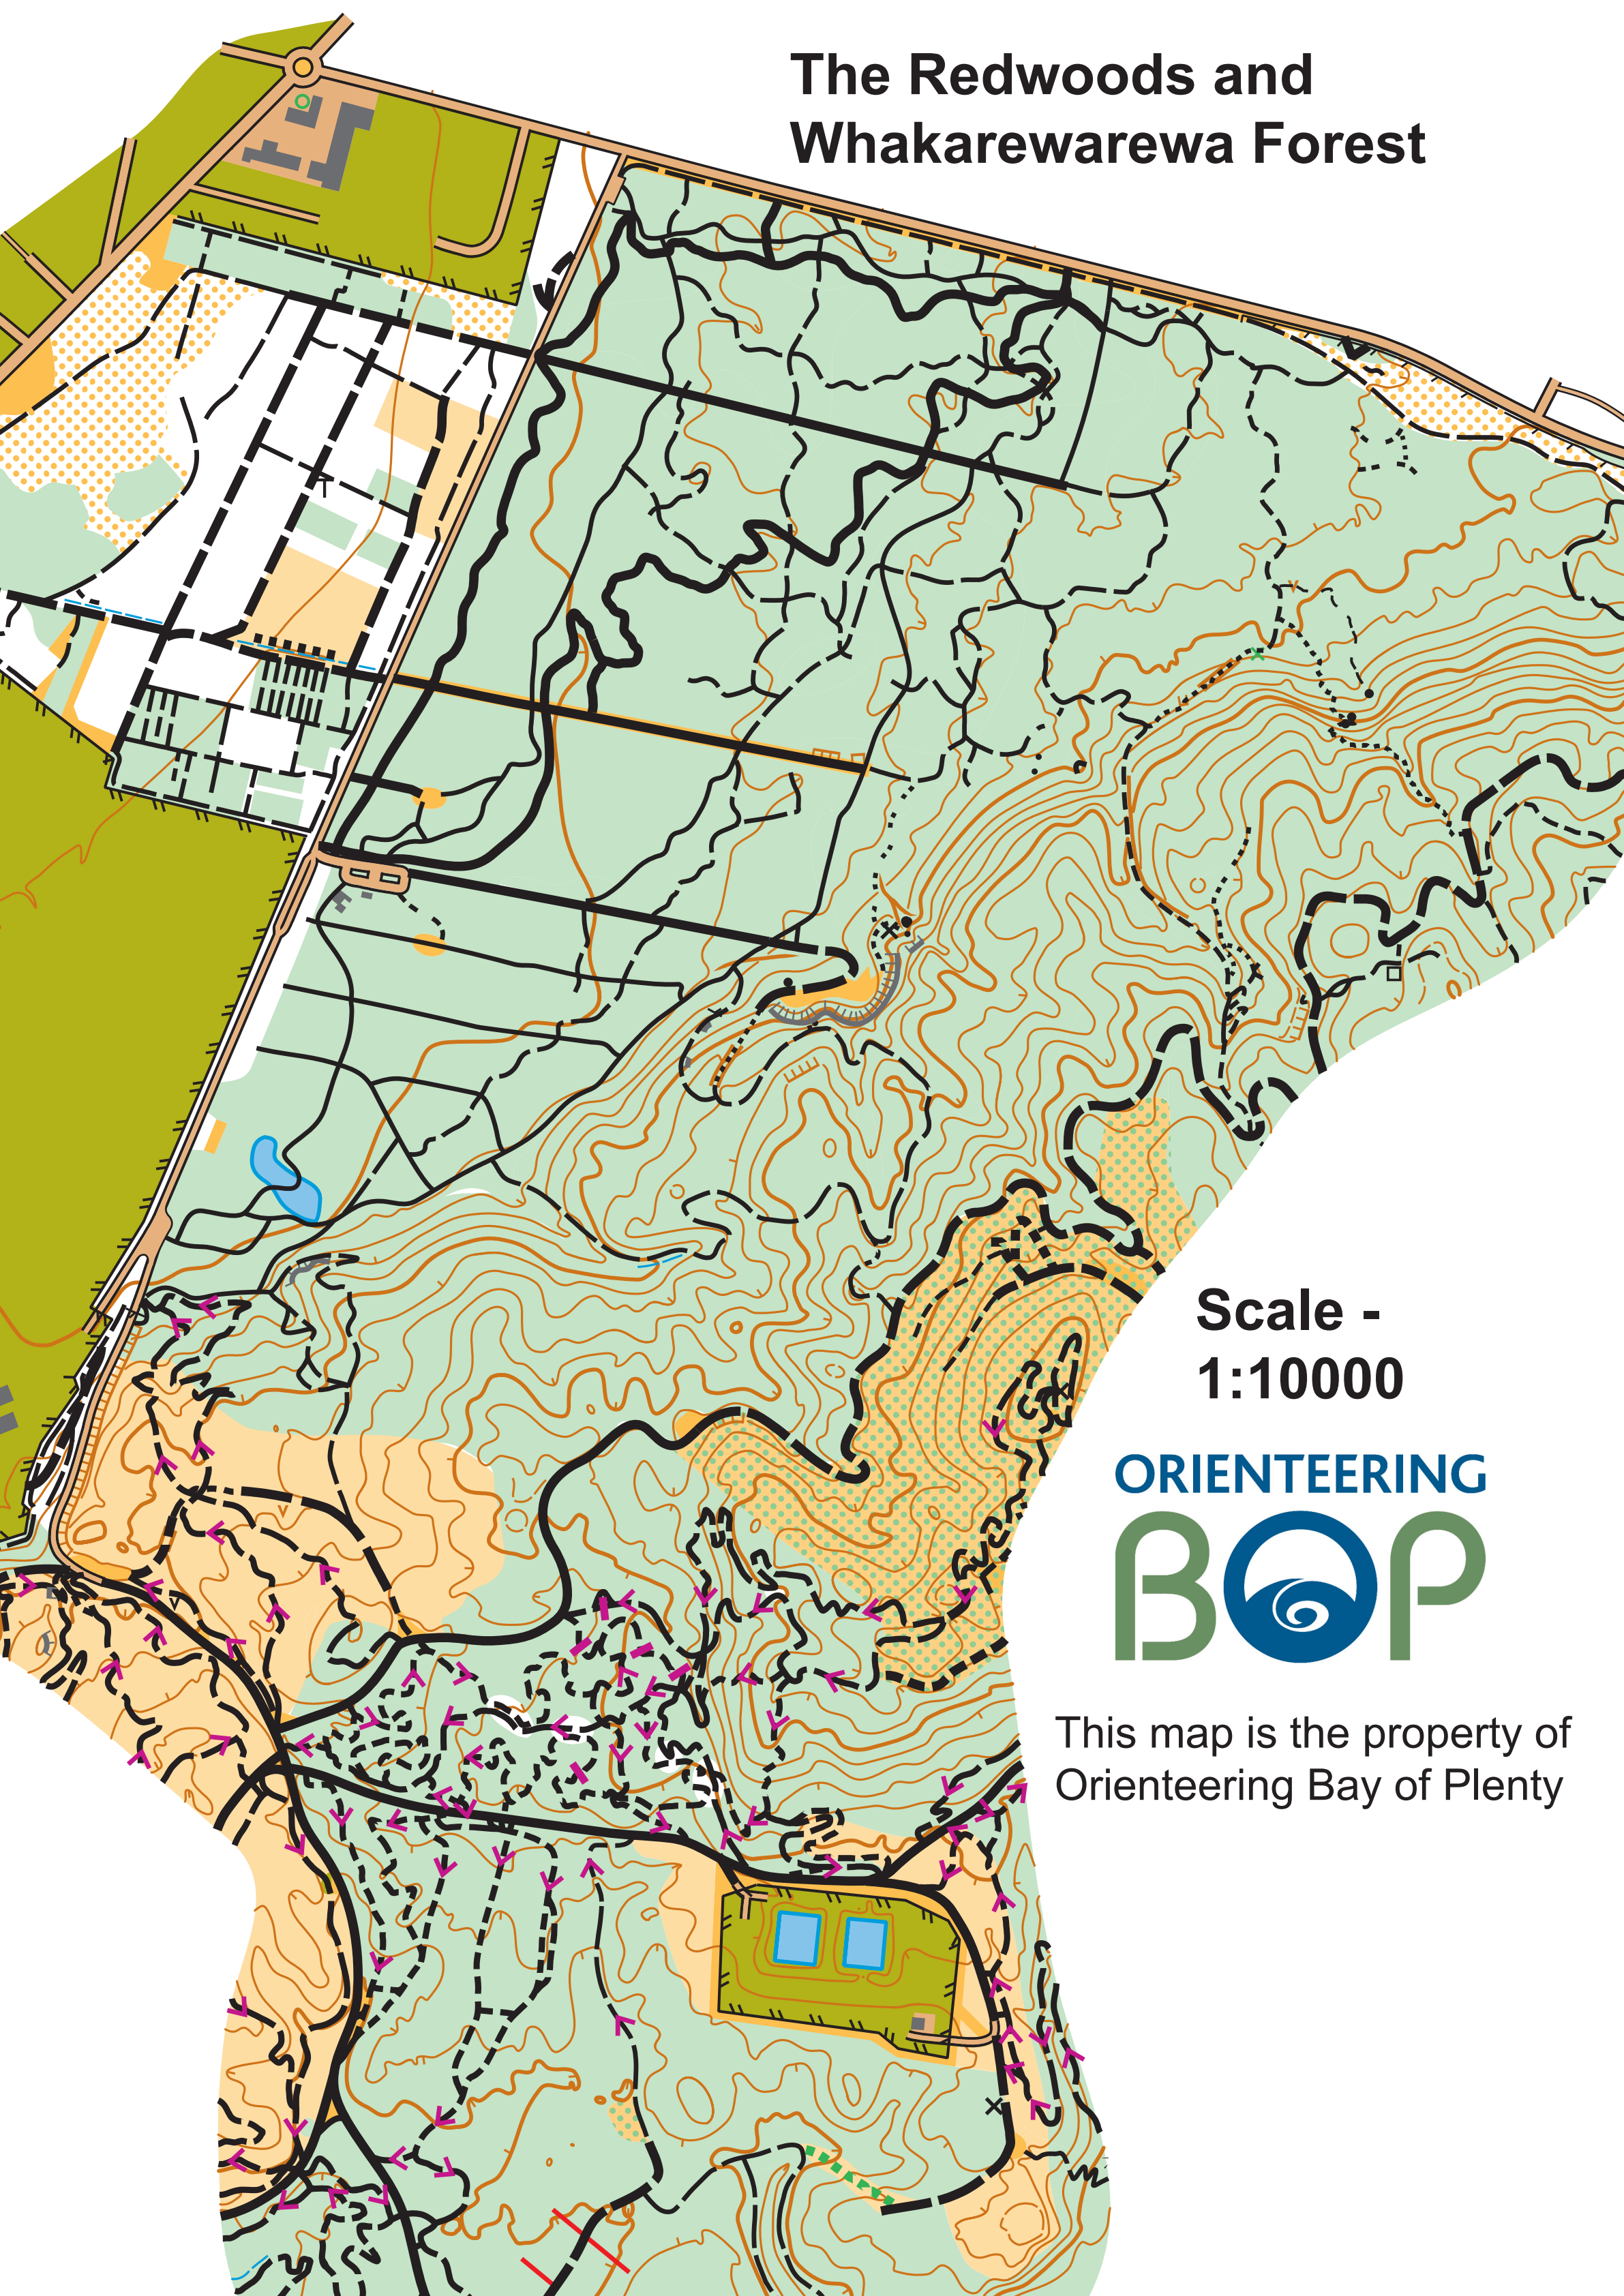 The Redwoods and
Whakarewarewa Forest
Scale -
1:10000
ORIENTEERING
BOP
This map is the property of
Orienteering Bay of Plenty